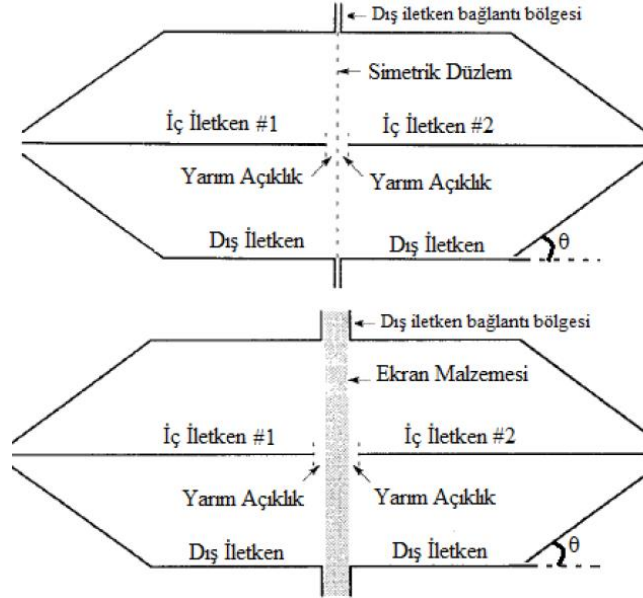 Dış iletken bağlantı bölgesi
Simetrik Düzlem
İç İletken #1
İç İletken #2
Yarım Açıklık
Yarım Açıklık
Dış İletken
Dış İletken
θ
Dış iletken bağlantı bölgesi
Ekran Malzemesi
İç İletken #1
İç İletken #2
Yarım Açıklık
Yarım Açıklık
Dış İletken
Dış İletken
θ